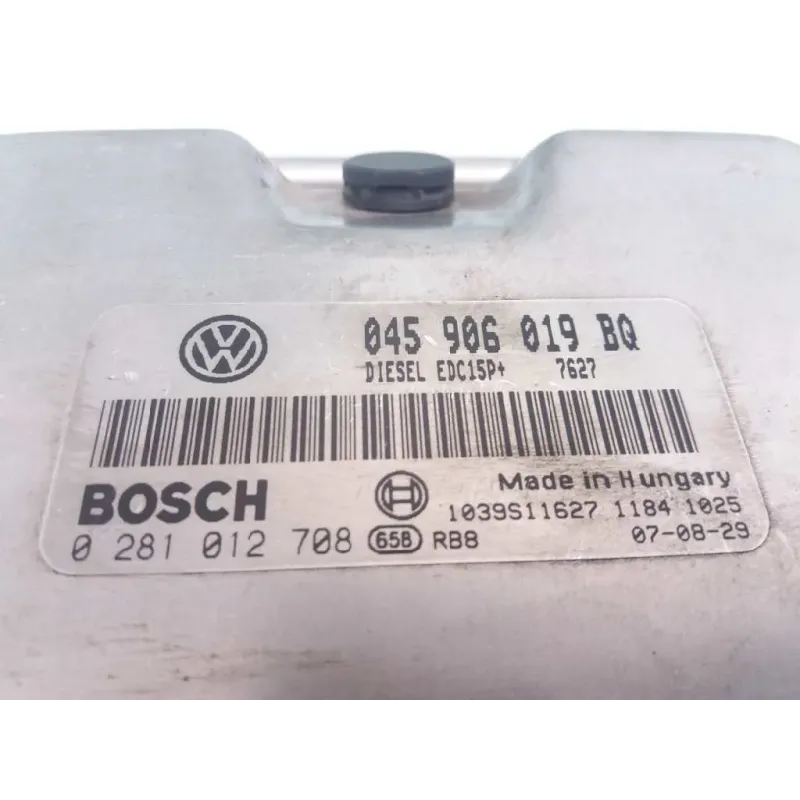 VW
045 906 019 BQ
DIESEL EDC15P+ 7627
Made in Hungary
BOSCH
1039S11627 1184 1025
0 281 012 708 65B RB8 07-08-29